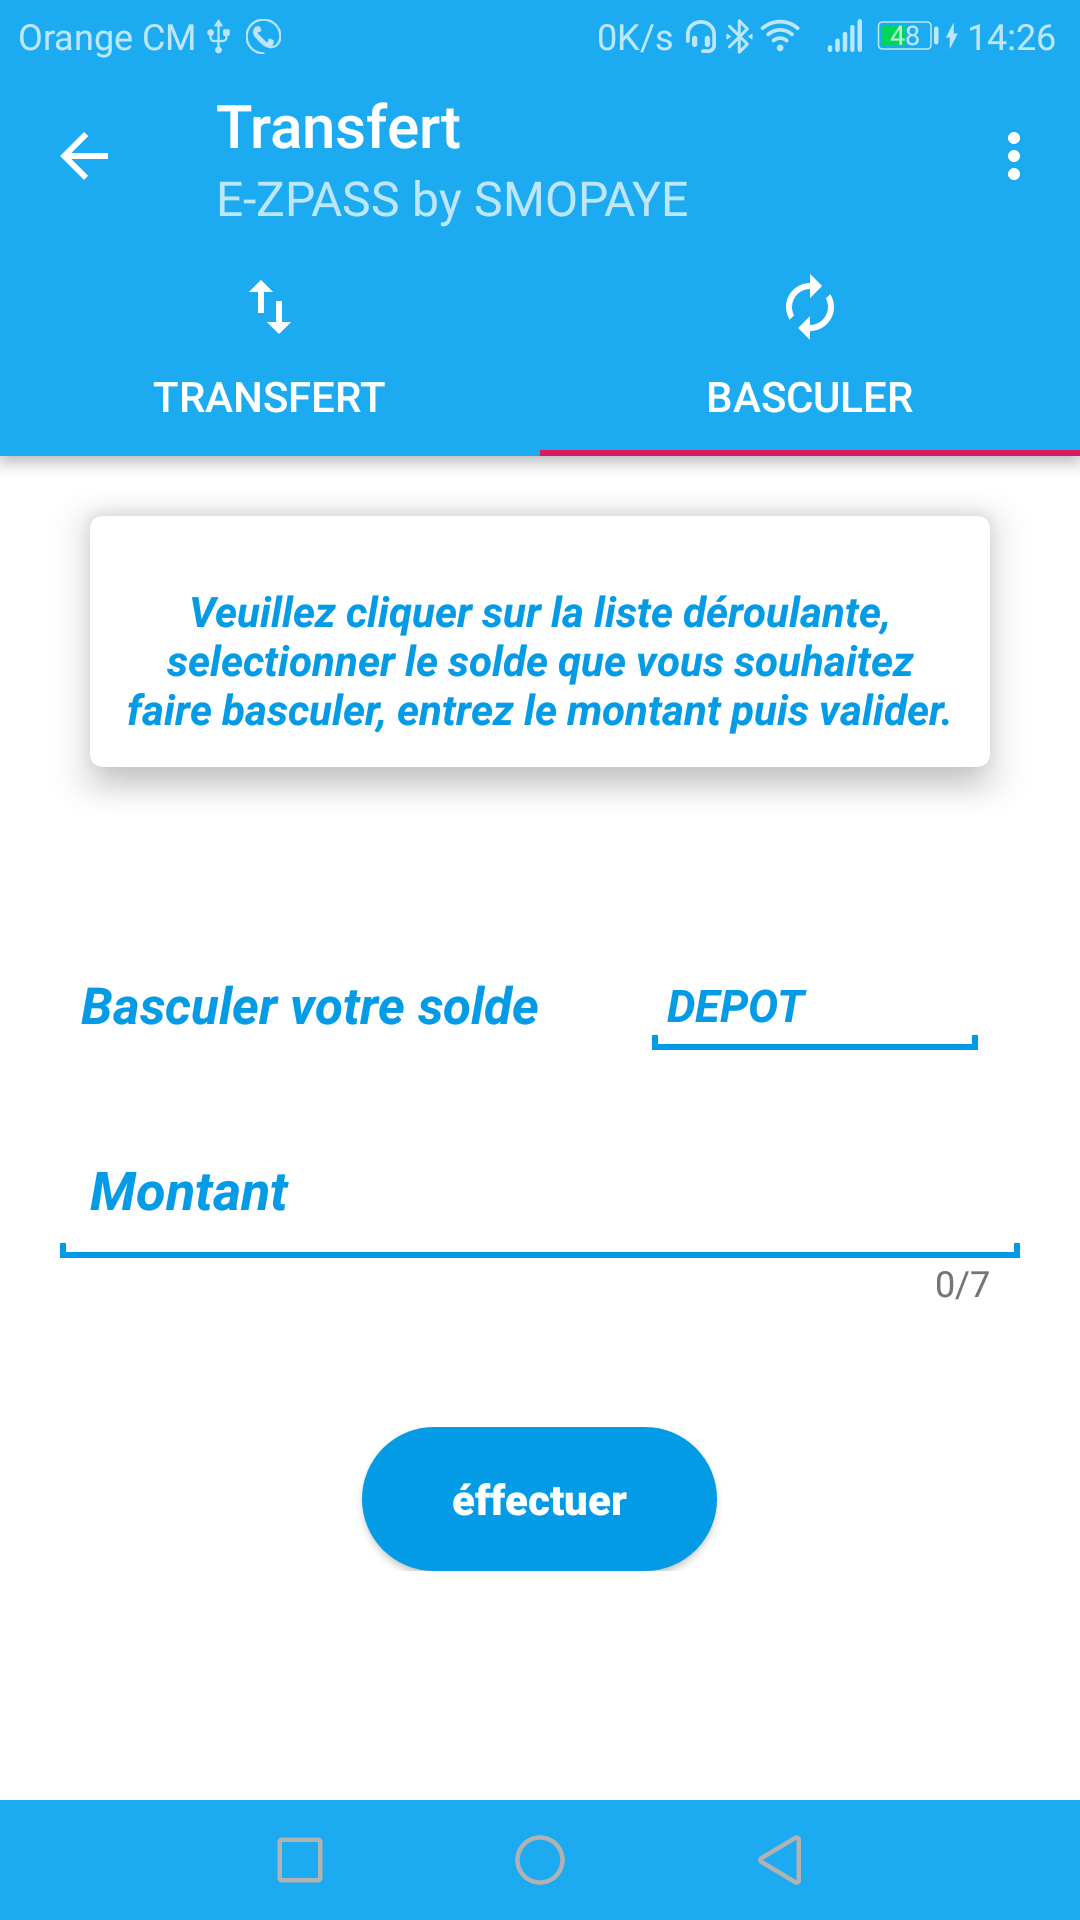 Orange CM 0K/s 48 14:26
Transfert
E-ZPASS by SMOPAYE
TRANSFERT BASCULER
Veuillez cliquer sur la liste déroulante,
selectionner le solde que vous souhaitez
faire basculer, entrez le montant puis valider.
Basculer votre solde DEPOT
Montant
0/7
éffectuer